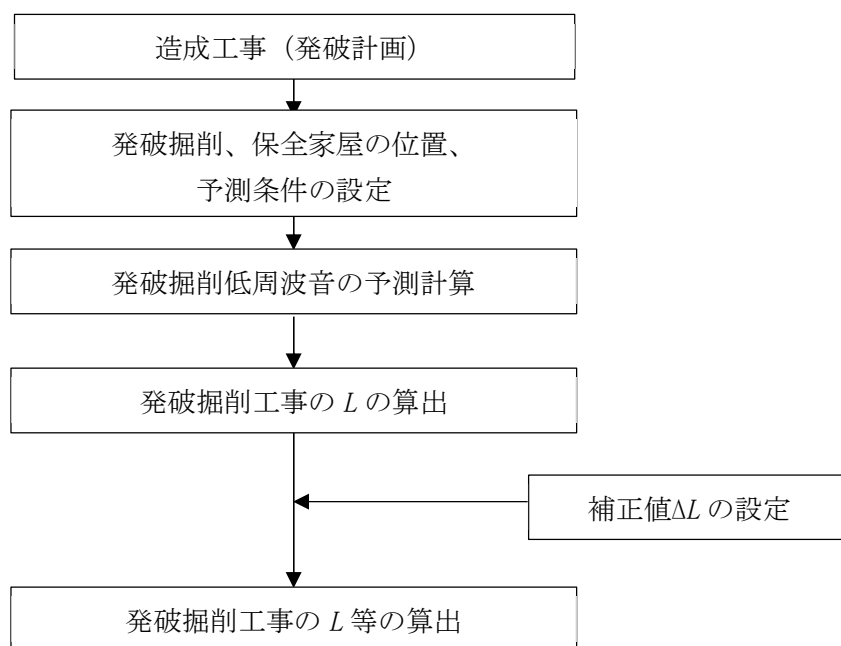 造成工事（発破計画）
発破掘削、保全家屋の位置、
予測条件の設定
発破掘削低周波音の予測計算
発破掘削工事の L の算出
補正値ΔL の設定
発破掘削工事の L 等の算出